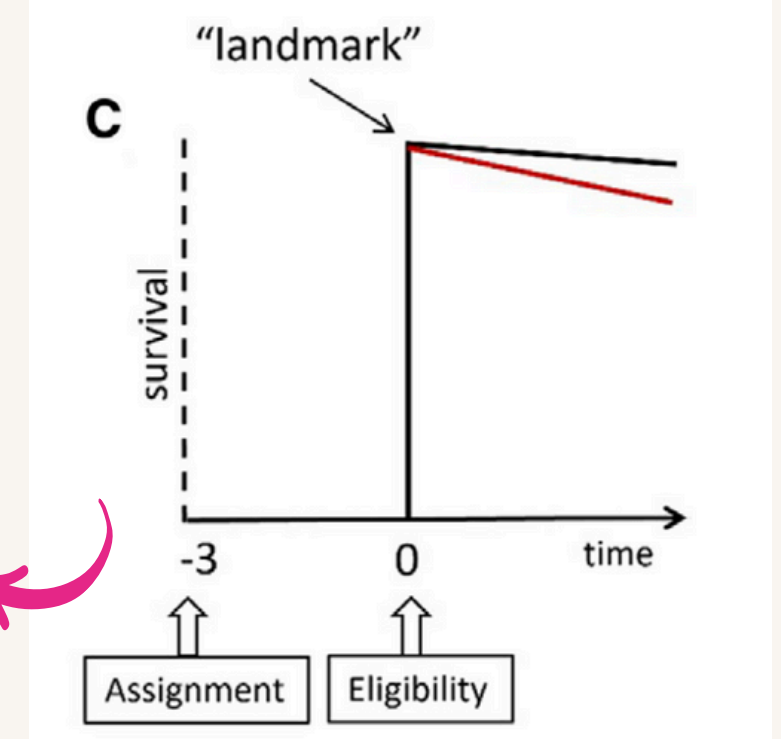 “landmark”
C
survival
-3 0 time
Assignment Eligibility